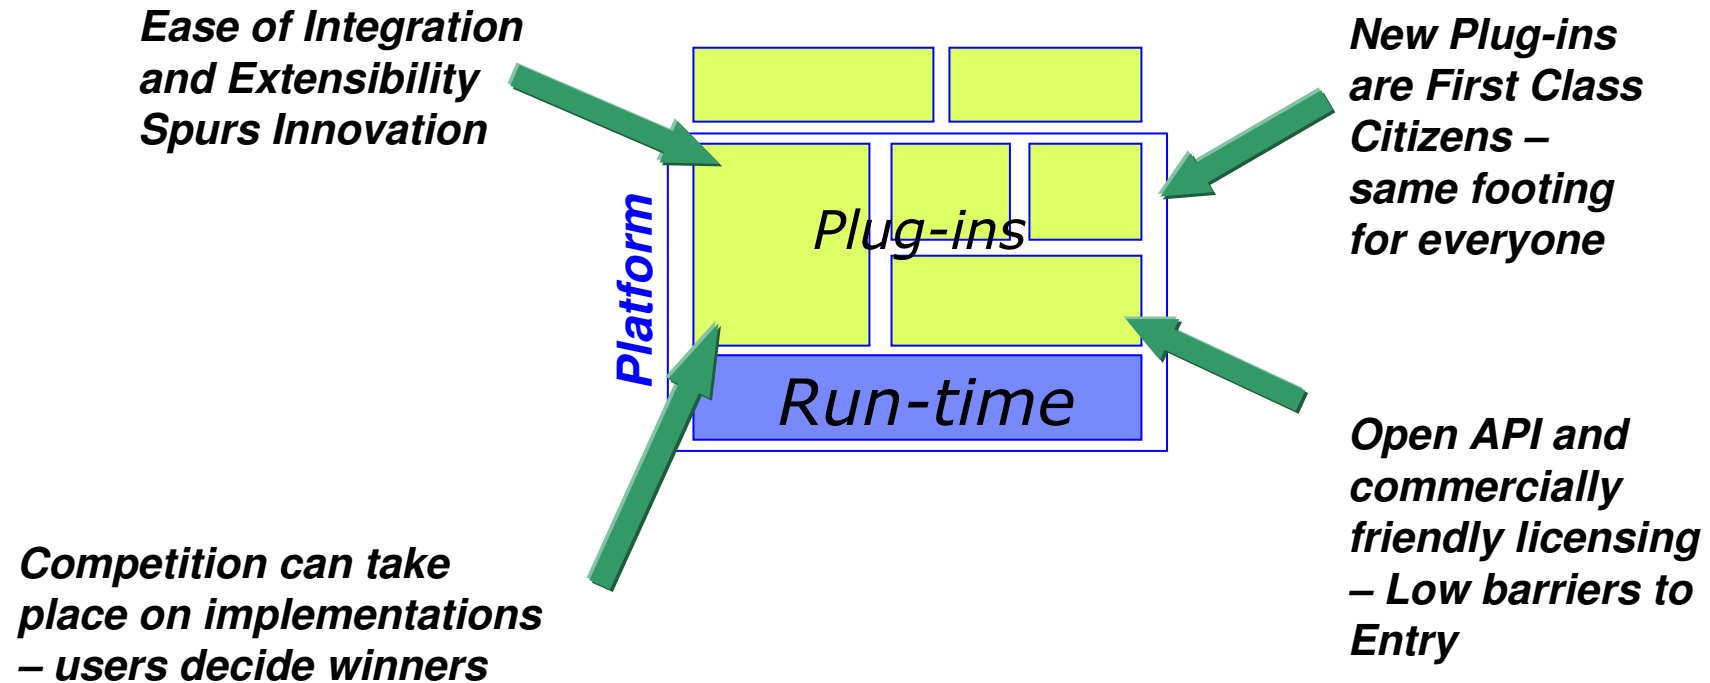 Ease of Integration
and Extensibility
Spurs Innovation
New Plug-ins
are First Class
Citizens –
same footing
for everyone
Platform
Plug-ins
Run-time
Open API and
commercially
friendly licensing
– Low barriers to
Entry
Competition can take
place on implementations
– users decide winners